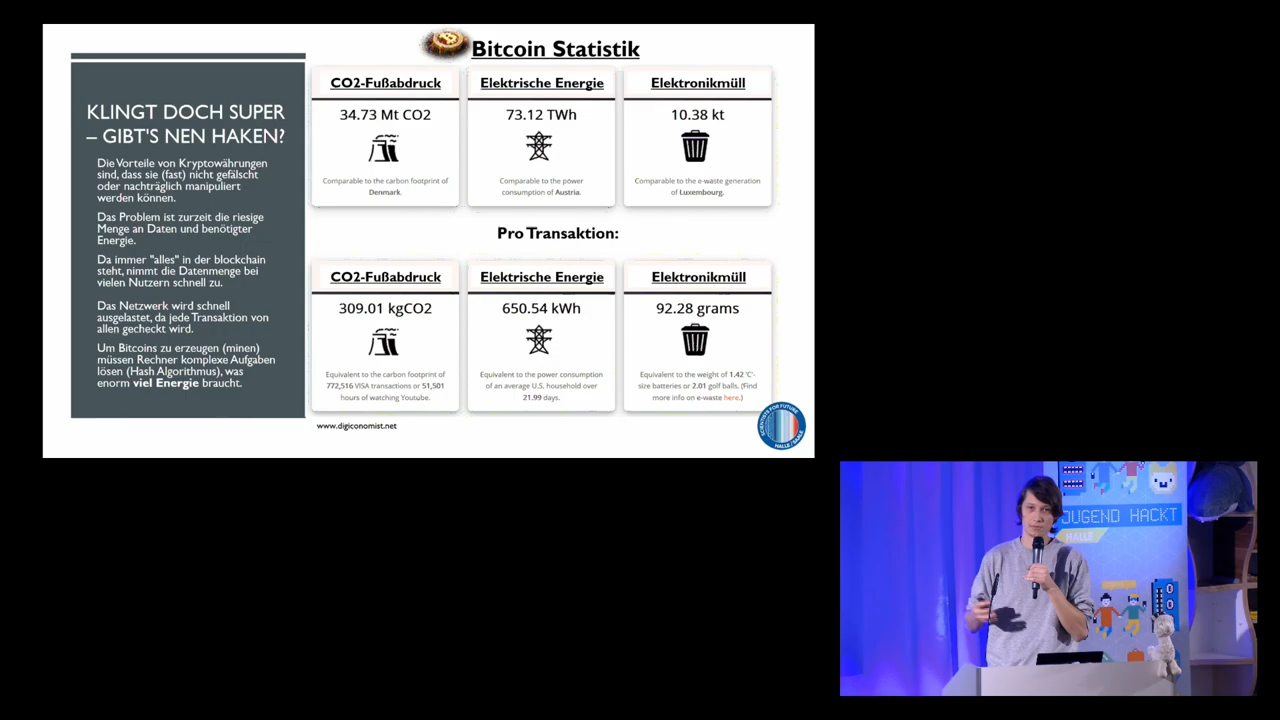 Bitcoin Statistik
KLINGT DOCH SUPER
– GIBT'S NEN HAKEN?
Die Vorteile von Kryptowährungen
sind, dass sie (fast) nicht gefälscht
oder nachträglich manipuliert
werden können.
Das Problem ist zurzeit die riesige
Menge an Daten und benötigter
Energie.
Da immer "alles" in der blockchain
steht, nimmt die Datenmenge bei
vielen Nutzern schnell zu.
Das Netzwerk wird schnell
ausgelastet, da jede Transaktion von
allen gecheckt wird.
Um Bitcoins zu erzeugen (minen)
müssen Rechner komplexe Aufgaben
lösen (Hash Algorithmus), was
enorm viel Energie braucht.
CO2-Fußabdruck
34.73 Mt CO2
Comparable to the carbon footprint of
Denmark.
Elektrische Energie
73.12 TWh
Comparable to the power
consumption of Austria.
Elektronikmüll
10.38 kt
Comparable to the e-waste generation
of Luxembourg.
Pro Transaktion:
CO2-Fußabdruck
309.01 kgCO2
Equivalent to the carbon footprint of
772,516 VISA transactions or 51,501
hours of watching Youtube.
Elektrische Energie
650.54 kWh
Equivalent to the power consumption
of an average U.S. household over
21.99 days.
Elektronikmüll
92.28 grams
Equivalent to the weight of 1.42 'C'-
size batteries or 2.01 golf balls. (Find
more info on e-waste here.)
www.digiconomist.net
SCIENTISTS FOR FUTURE
HALLE / SAALE
JUGEND HACKT
HALLE